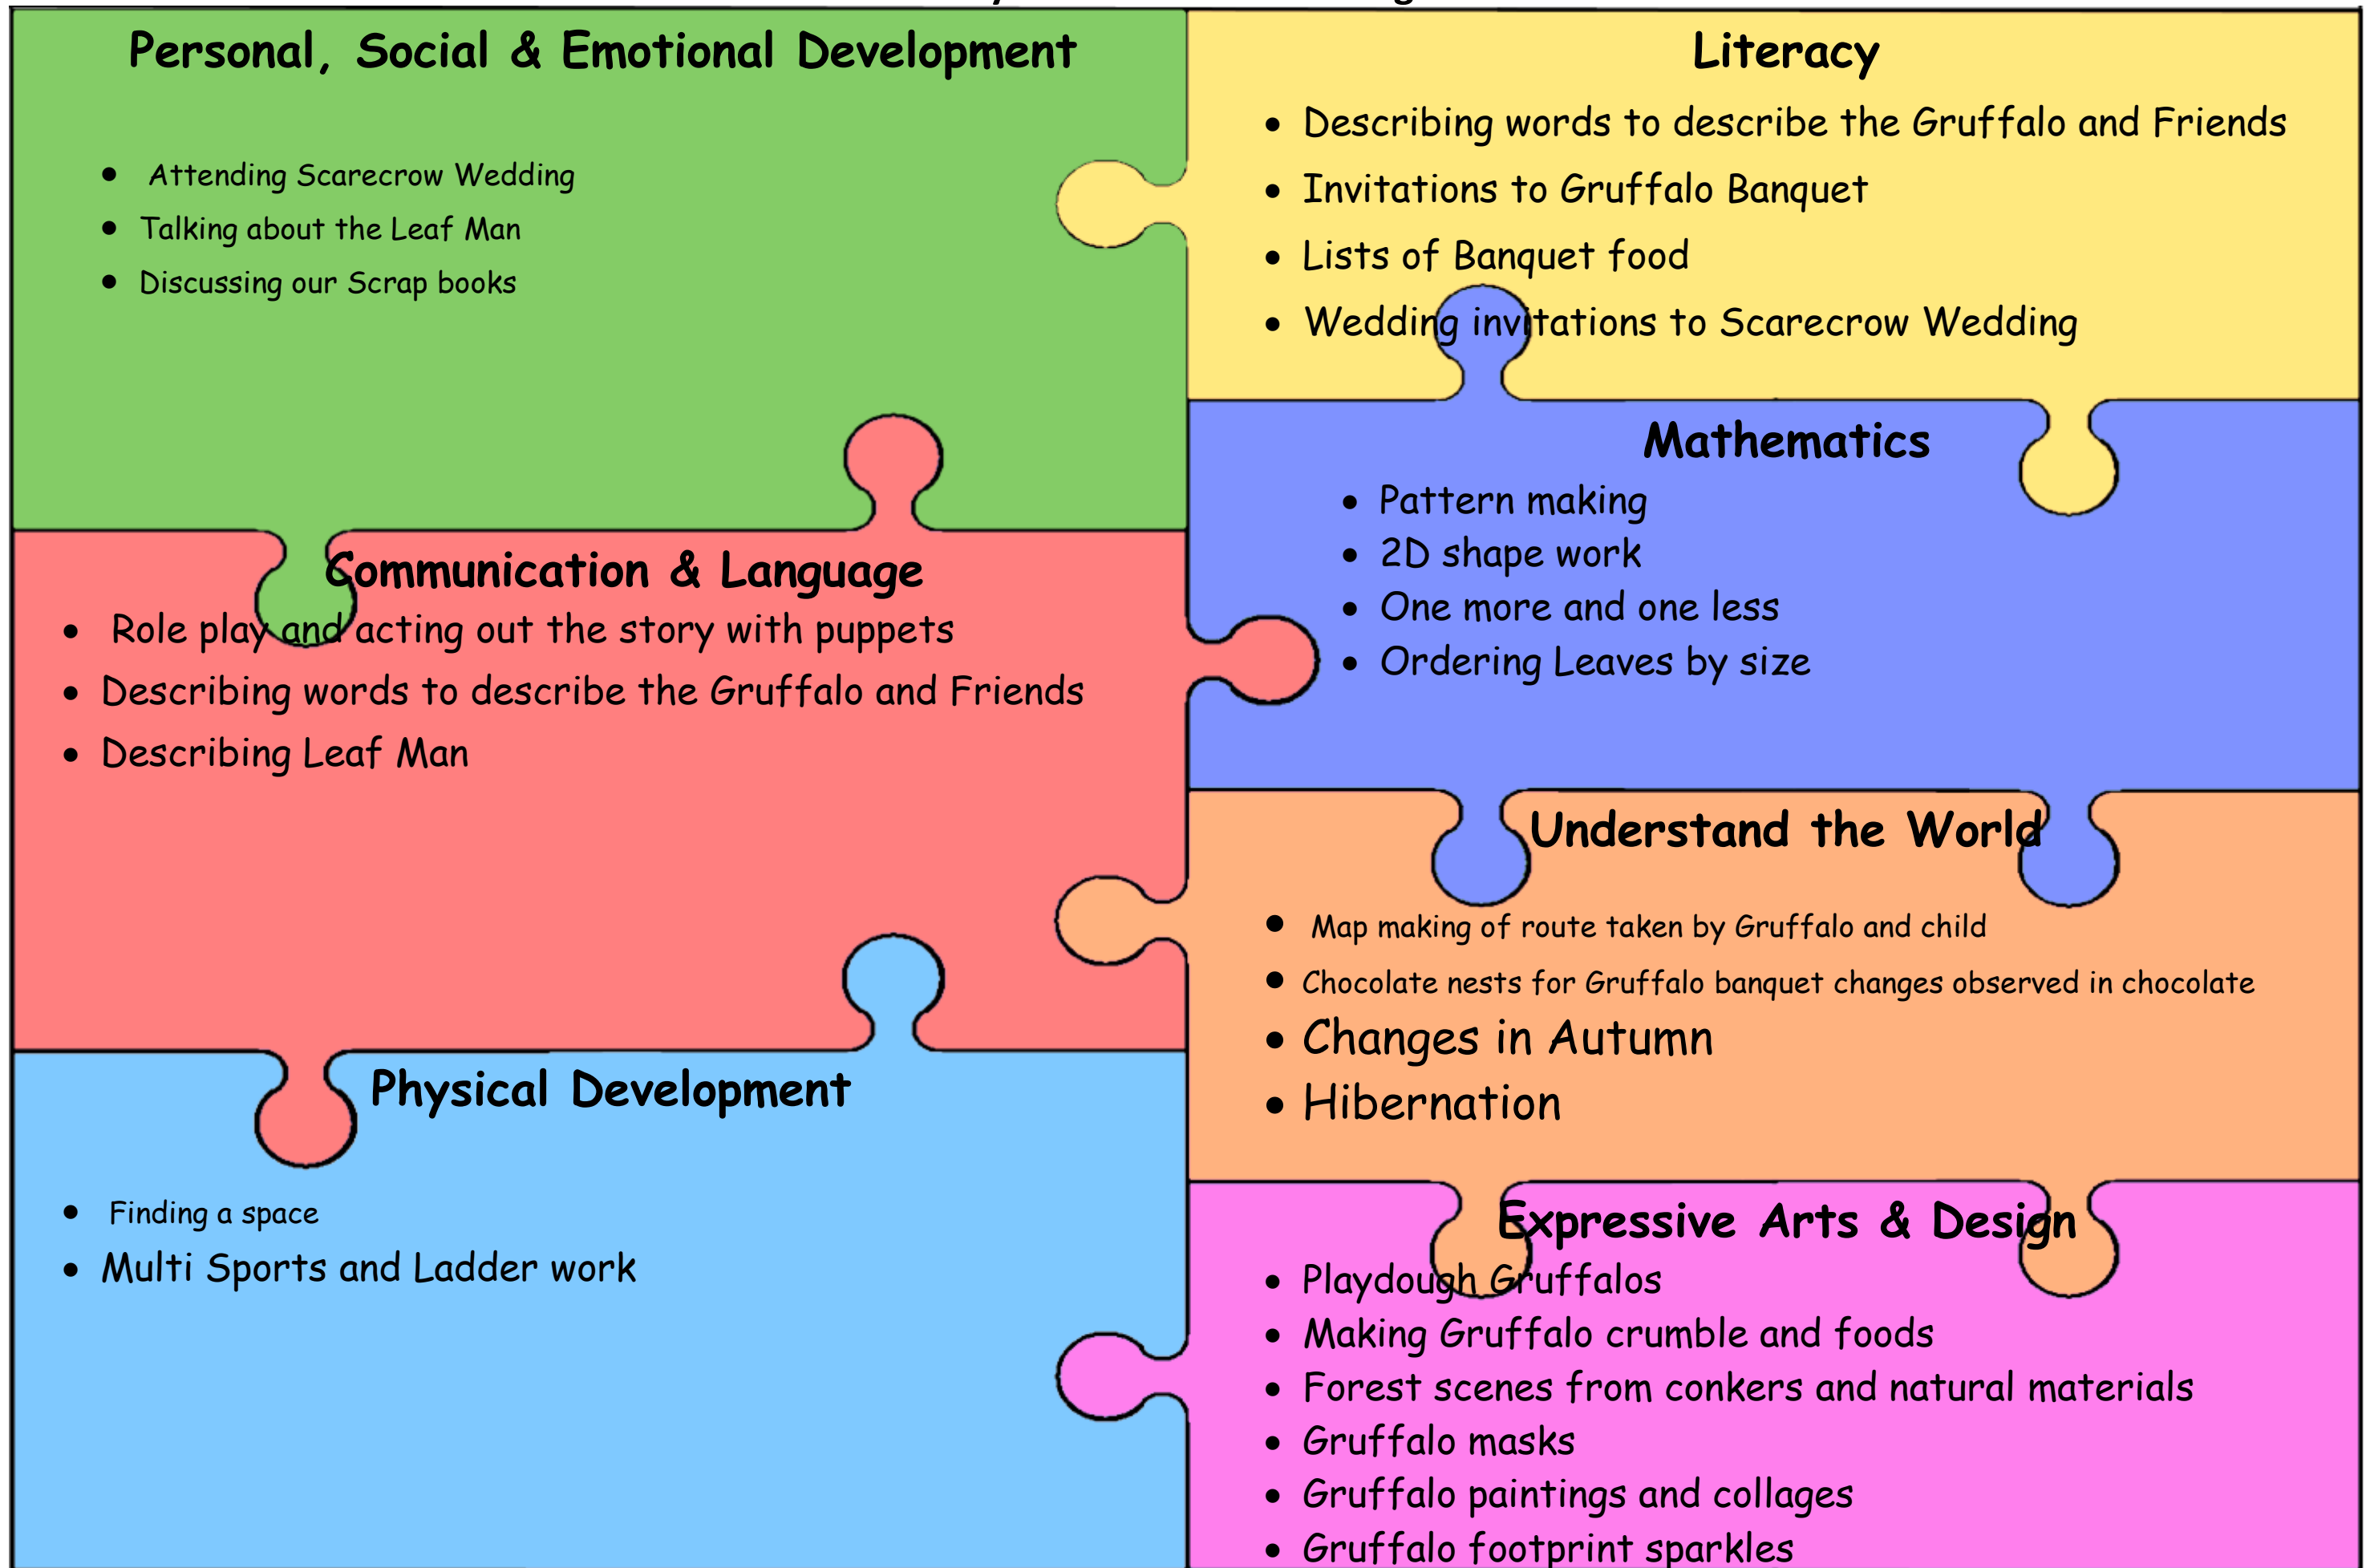 Personal, Social & Emotional Development
• Attending Scarecrow Wedding
• Talking about the Leaf Man
• Discussing our Scrap books
Communication & Language
• Role play and acting out the story with puppets
• Describing words to describe the Gruffalo and Friends
• Describing Leaf Man
Physical Development
• Finding a space
• Multi Sports and Ladder work
Literacy
• Describing words to describe the Gruffalo and Friends
• Invitations to Gruffalo Banquet
• Lists of Banquet food
• Wedding invitations to Scarecrow Wedding
Mathematics
• Pattern making
• 2D shape work
• One more and one less
• Ordering Leaves by size
Understand the World
• Map making of route taken by Gruffalo and child
• Chocolate nests for Gruffalo banquet changes observed in chocolate
• Changes in Autumn
• Hibernation
Expressive Arts & Design
• Playdough Gruffalos
• Making Gruffalo crumble and foods
• Forest scenes from conkers and natural materials
• Gruffalo masks
• Gruffalo paintings and collages
• Gruffalo footprint sparkles